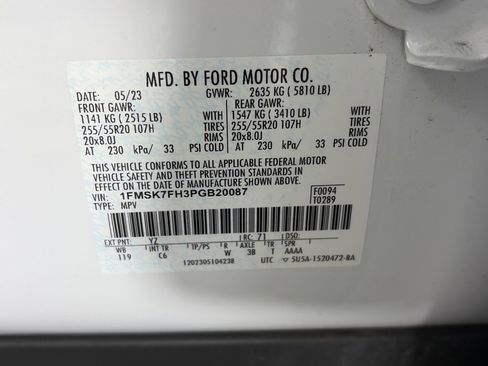 MFD. BY FORD MOTOR CO.
DATE: 05/23 GVWR: 2635 KG ( 5810 LB)
FRONT GAWR: REAR GAWR:
1141 KG ( 2515 LB) WITH 1547 KG ( 3410 LB) WITH
255/55R20 107H TIRES 255/55R20 107H TIRES
20x8.0J RIMS 20x8.0J RIMS
AT 230 kPa/ 33 PSI COLD AT 230 kPa/ 33 PSI COLD
THIS VEHICLE CONFORMS TO ALL APPLICABLE FEDERAL MOTOR
VEHICLE SAFETY AND THEFT PREVENTION STANDARDS IN
EFFECT ON THE DATE OF MANUFACTURE SHOWN ABOVE.
VIN: 1FMSK7FH3PGB20087 F0094
TYPE: MPV T0289
EXT PNT: YZ RC: 71
WB INT TR TP/PS R AXLE TR SPR
119 C6 W 3B T AAAA
120230510423B UTC ▽ 5U5A-1520472-BA